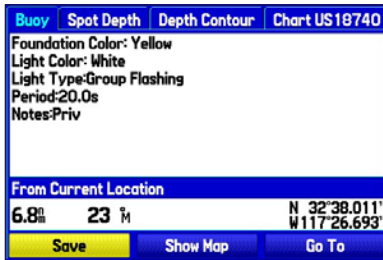 Buoy Spot Depth Depth Contour Chart US18740
Foundation Color: Yellow
Light Color: White
Light Type:Group Flashing
Period:20.0s
Notes:Priv
From Current Location
6.8nm 23°M N 32°38.011'
W117°26.693'
Save Show Map Go To